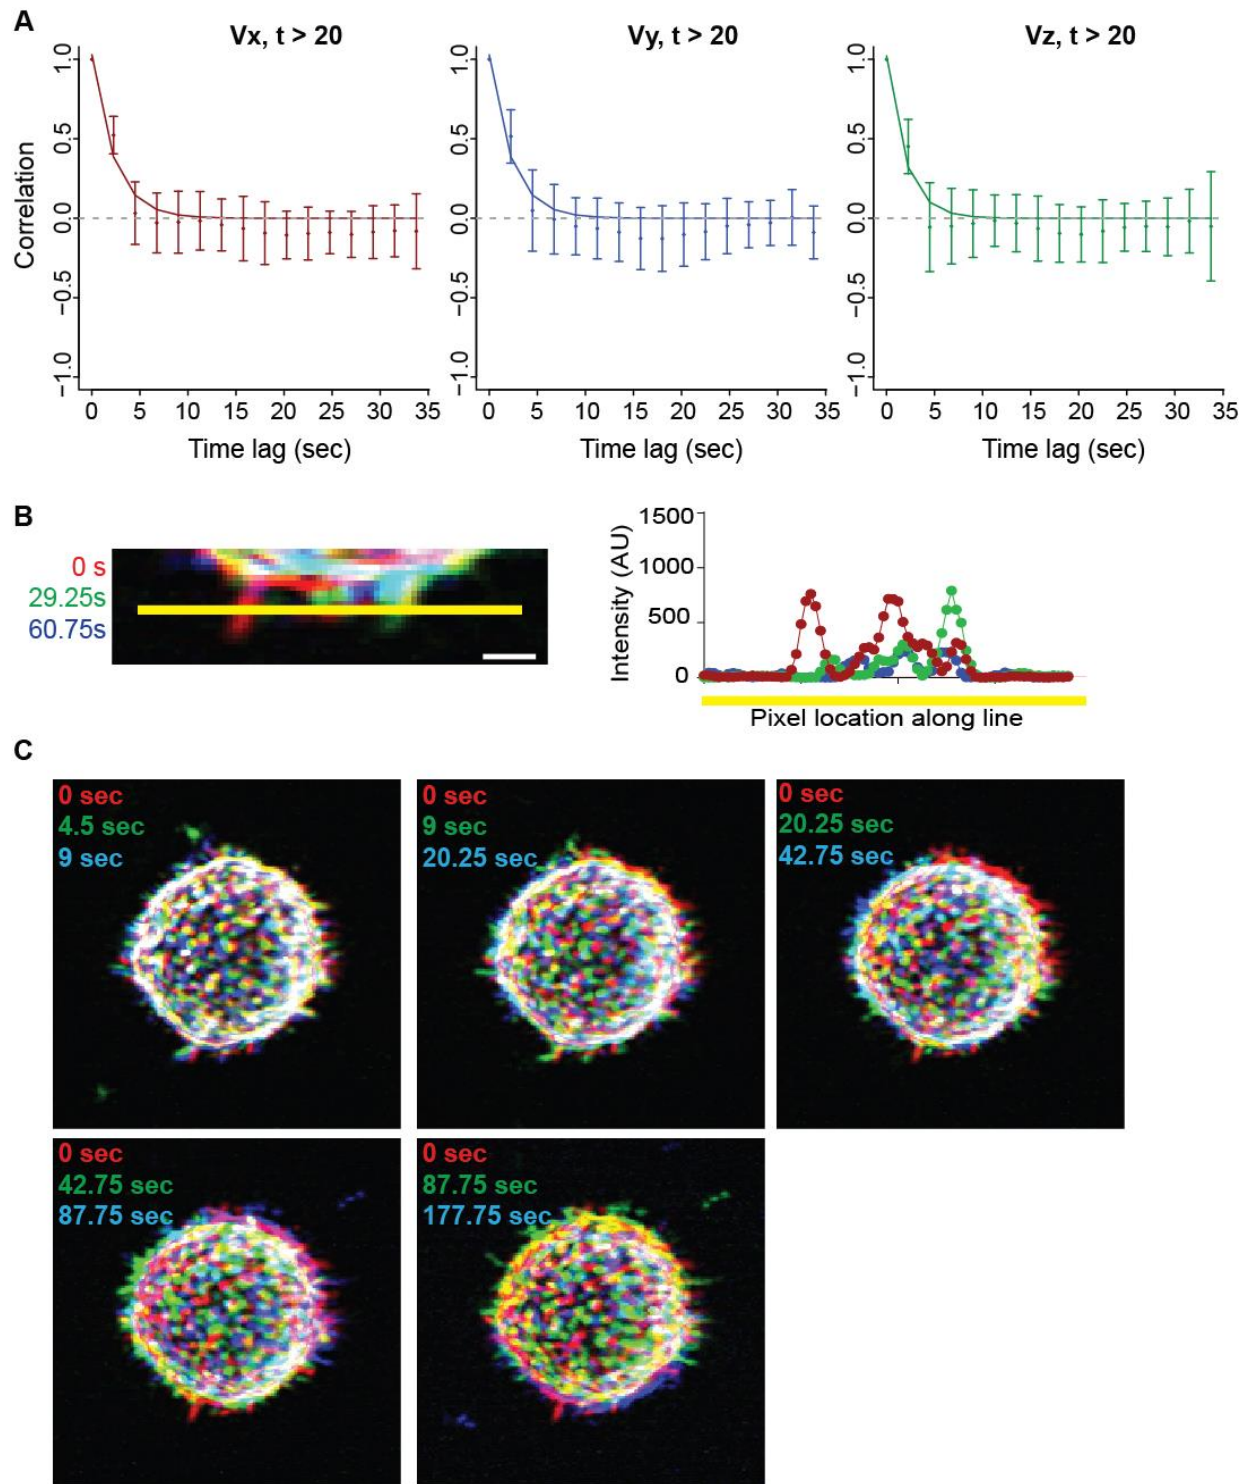 A
Vx, t > 20
Vy, t > 20
Vz, t > 20
Correlation
1.0
0.5
0.0
−0.5
−1.0
0 5 10 15 20 25 30 35
Time lag (sec)
1.0
0.5
0.0
−0.5
−1.0
0 5 10 15 20 25 30 35
Time lag (sec)
1.0
0.5
0.0
−0.5
−1.0
0 5 10 15 20 25 30 35
Time lag (sec)
B
0 s
29.25s
60.75s
Intensity (AU)
1500
1000
500
0
Pixel location along line
C
0 sec
4.5 sec
9 sec
0 sec
9 sec
20.25 sec
0 sec
20.25 sec
42.75 sec
0 sec
42.75 sec
87.75 sec
0 sec
87.75 sec
177.75 sec